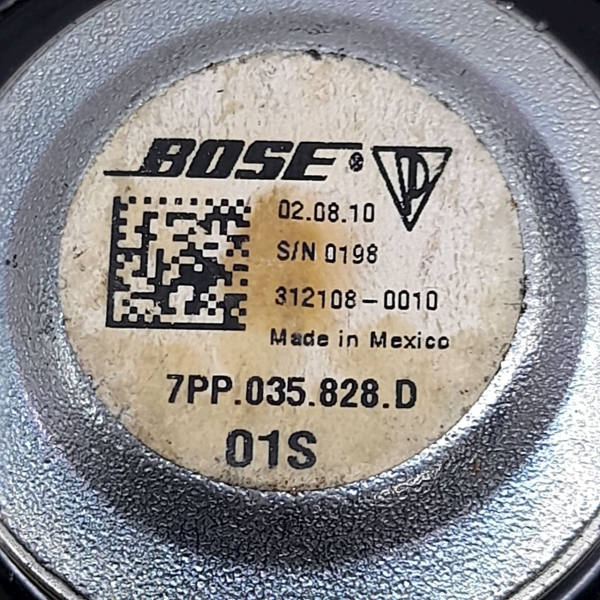 BOSE®
02.08.10
S/N 0198
312108-0010
Made in Mexico
7PP.035.828.D
01S